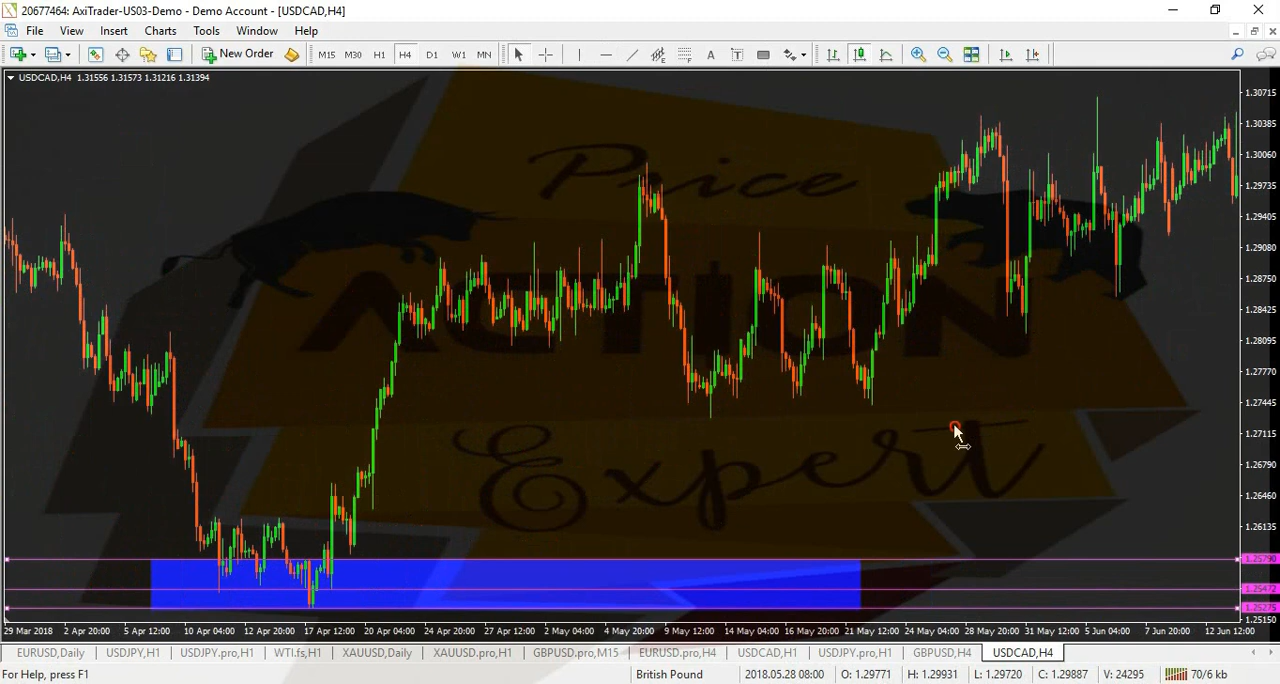 20677464: AxiTrader-US03-Demo - Demo Account - [USDCAD,H4]
File View Insert Charts Tools Window Help
New Order M15 M30 H1 H4 D1 W1 MN A T
USDCAD,H4 1.31556 1.31573 1.31216 1.31394
1.30715
1.30385
1.30060
1.29735
1.29405
1.29080
1.28750
1.28425
1.28095
1.27770
1.27445
1.27115
1.26790
1.26460
1.26135
1.25790
1.25472
1.25275
1.25150
Price
ACTION
Expert
29 Mar 2018 2 Apr 20:00 5 Apr 12:00 10 Apr 04:00 12 Apr 20:00 17 Apr 12:00 20 Apr 04:00 24 Apr 20:00 27 Apr 12:00 2 May 04:00 4 May 20:00 9 May 12:00 14 May 04:00 16 May 20:00 21 May 12:00 24 May 04:00 28 May 20:00 31 May 12:00 5 Jun 04:00 7 Jun 20:00 12 Jun 12:00
EURUSD,Daily USDJPY,H1 USDJPY.pro,H1 WTI.fs,H1 XAUUSD,Daily XAUUSD.pro,H1 GBPUSD.pro,M15 EURUSD.pro,H4 USDCAD,H1 USDJPY.pro,H1 GBPUSD,H4 USDCAD,H4
For Help, press F1 British Pound 2018.05.28 08:00 O: 1.29771 H: 1.29931 L: 1.29720 C: 1.29887 V: 24295 70/6 kb